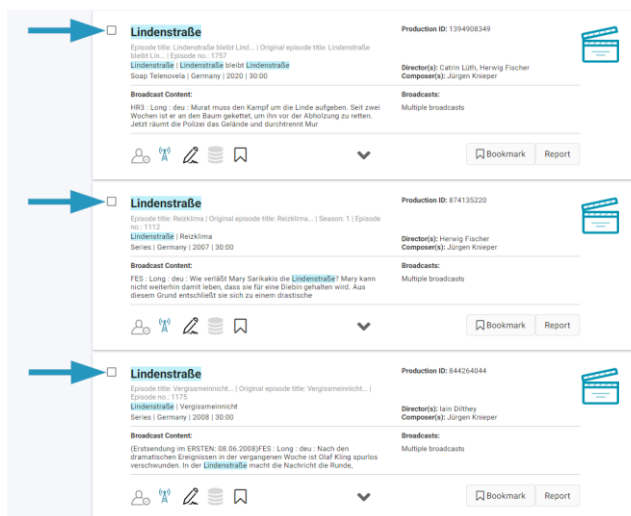 Lindenstraße
Production ID: 1394908349
Episode title: Lindenstraße bleibt Lind... | Original episode title: Lindenstraße
bleibt Lin... | Episode no.: 1757
Lindenstraße | Lindenstraße bleibt Lindenstraße
Soap Telenovela | Germany | 2020 | 30:00
Director(s): Catrin Lüth, Herwig Fischer
Composer(s): Jürgen Knieper
Broadcast Content:
HR3 : Long : deu : Murat muss den Kampf um die Linde aufgeben. Seit zwei
Wochen ist er an den Baum gekettet, um ihn vor der Abholzung zu retten.
Jetzt räumt die Polizei das Gelände und durchtrennt Mur
Broadcasts:
Multiple broadcasts
Bookmark
Report
Lindenstraße
Production ID: 874135220
Episode title: Reizklima | Original episode title: Reizklima... | Season: 1 | Episode
no.: 1112
Lindenstraße | Reizklima
Series | Germany | 2007 | 30:00
Director(s): Herwig Fischer
Composer(s): Jürgen Knieper
Broadcast Content:
FES : Long : deu : Wie verläßt Mary Sarikakis die Lindenstraße? Mary kann
nicht weiterhin damit leben, dass sie für eine Diebin gehalten wird. Aus
diesem Grund entschließt sie sich zu einem drastische
Broadcasts:
Multiple broadcasts
Bookmark
Report
Lindenstraße
Production ID: 844264044
Episode title: Vergissmeinnicht... | Original episode title: Vergissmeinnicht... |
Episode no.: 1175
Lindenstraße | Vergissmeinnicht
Series | Germany | 2008 | 30:00
Director(s): Iain Dilthey
Composer(s): Jürgen Knieper
Broadcast Content:
(Erstsendung im ERSTEN: 08.06.2008)FES : Long : deu : Nach den
dramatischen Ereignissen in der vergangenen Woche ist Olaf Kling spurlos
verschwunden. In der Lindenstraße macht die Nachricht die Runde,
Broadcasts:
Multiple broadcasts
Bookmark
Report